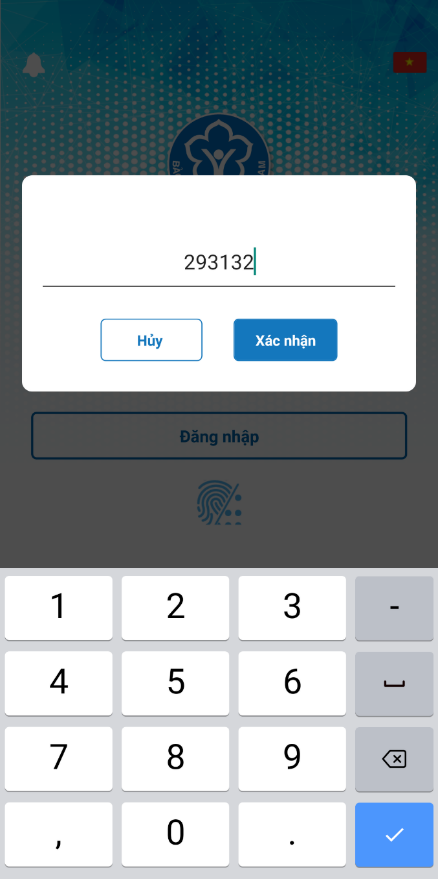 293132
Hủy
Xác nhận
Đăng nhập
1 2 3 -
4 5 6
7 8 9
, 0 .